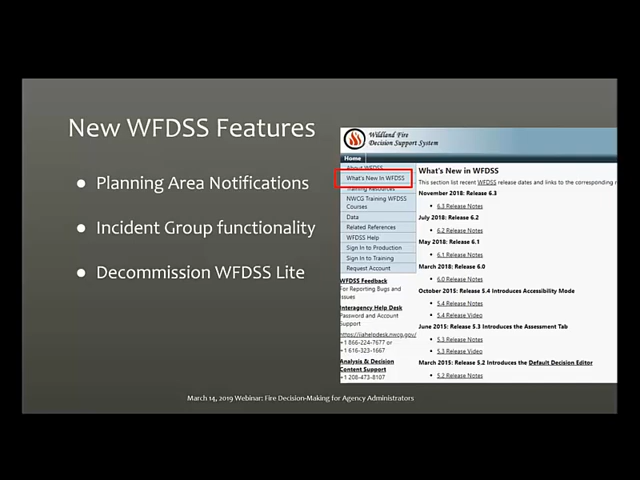 New WFDSS Features
● Planning Area Notifications
● Incident Group functionality
● Decommission WFDSS Lite
Wildland Fire
Decision Support System
Home
About WFDSS
What's New In WFDSS
Training Resources
NWCG Training WFDSS
Courses
Data
Related References
WFDSS Help
Sign In to Production
Sign In to Training
Request Account
WFDSS Feedback
For Reporting Bugs and
Issues
Interagency Help Desk
Password and Account
Support
https://iiahelpdesk.nwcg.gov/
+1 866-224-7677 or
+1 616-323-1667
Analysis & Decision
Content Support
+1 208-473-8107
What's New in WFDSS
This section list recent WFDSS release dates and links to the corresponding
November 2018: Release 6.3
• 6.3 Release Notes
July 2018: Release 6.2
• 6.2 Release Notes
May 2018: Release 6.1
• 6.1 Release Notes
March 2018: Release 6.0
• 6.0 Release Notes
October 2015: Release 5.4 Introduces Accessibility Mode
• 5.4 Release Notes
• 5.4 Release Video
June 2015: Release 5.3 Introduces the Assessment Tab
• 5.3 Release Notes
• 5.3 Release Video
March 2015: Release 5.2 Introduces the Default Decision Editor
• 5.2 Release Notes
March 14, 2019 Webinar: Fire Decision-Making for Agency Administrators